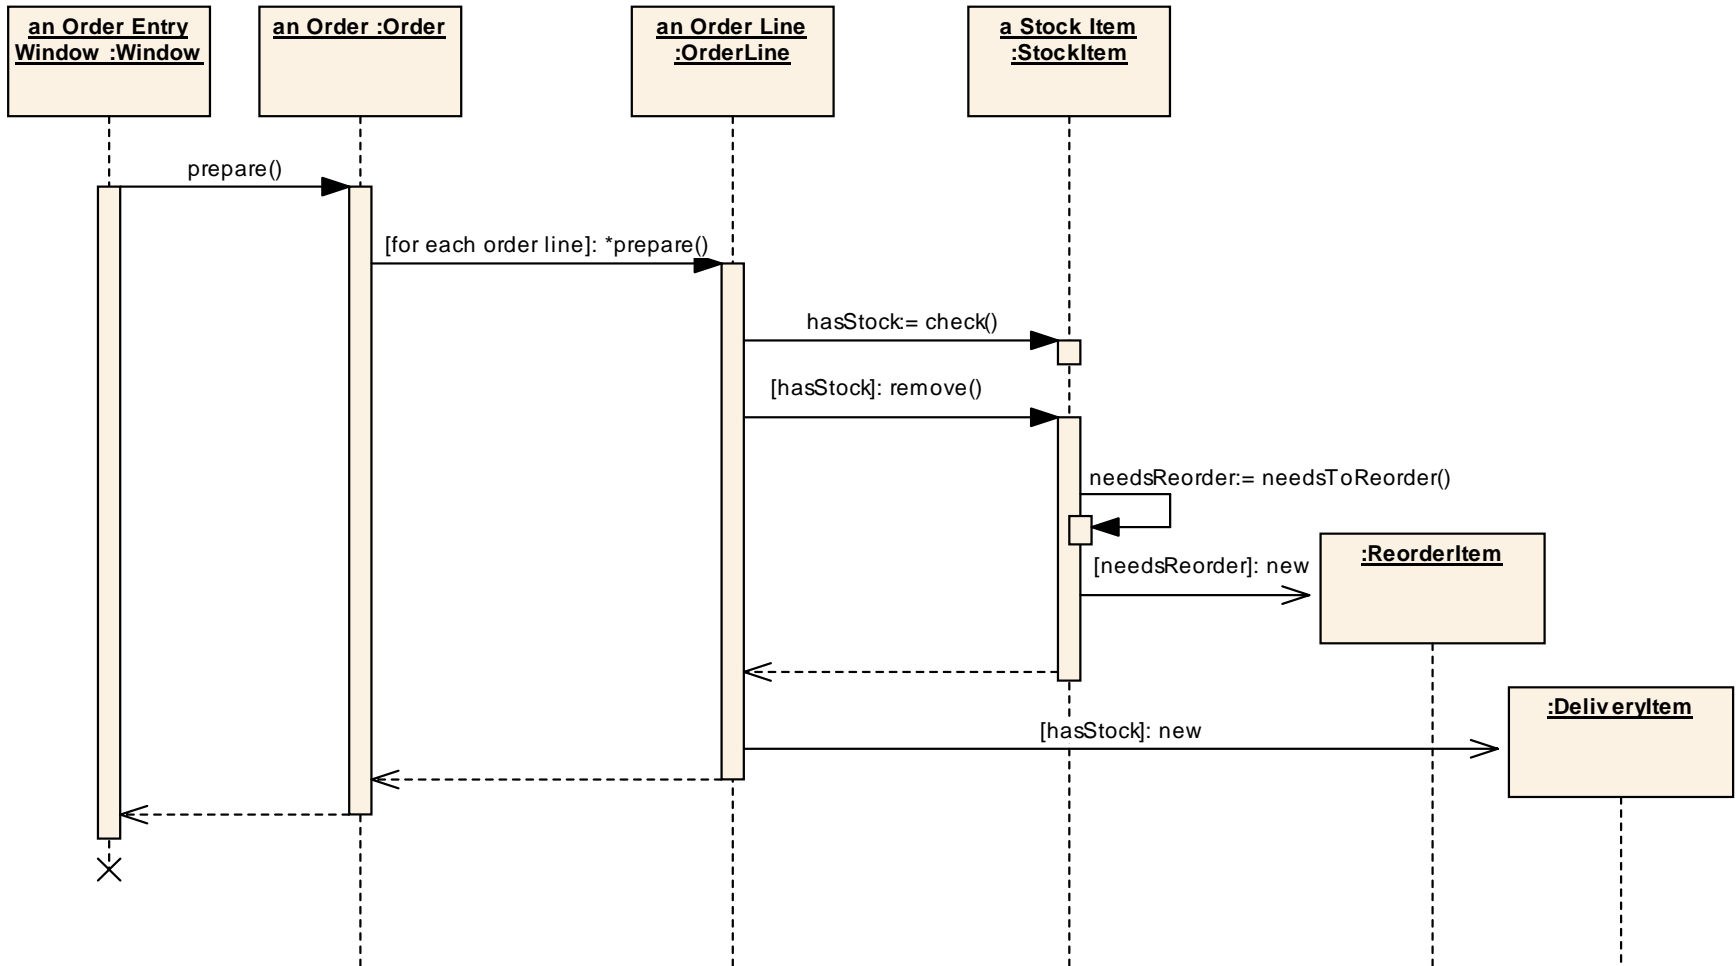 an Order Entry
Window :Window
an Order :Order
an Order Line
:OrderLine
a Stock Item
:StockItem
prepare()
[for each order line]: *prepare()
hasStock:= check()
[hasStock]: remove()
needsReorder:= needsToReorder()
:ReorderItem
[needsReorder]: new
:DeliveryItem
[hasStock]: new